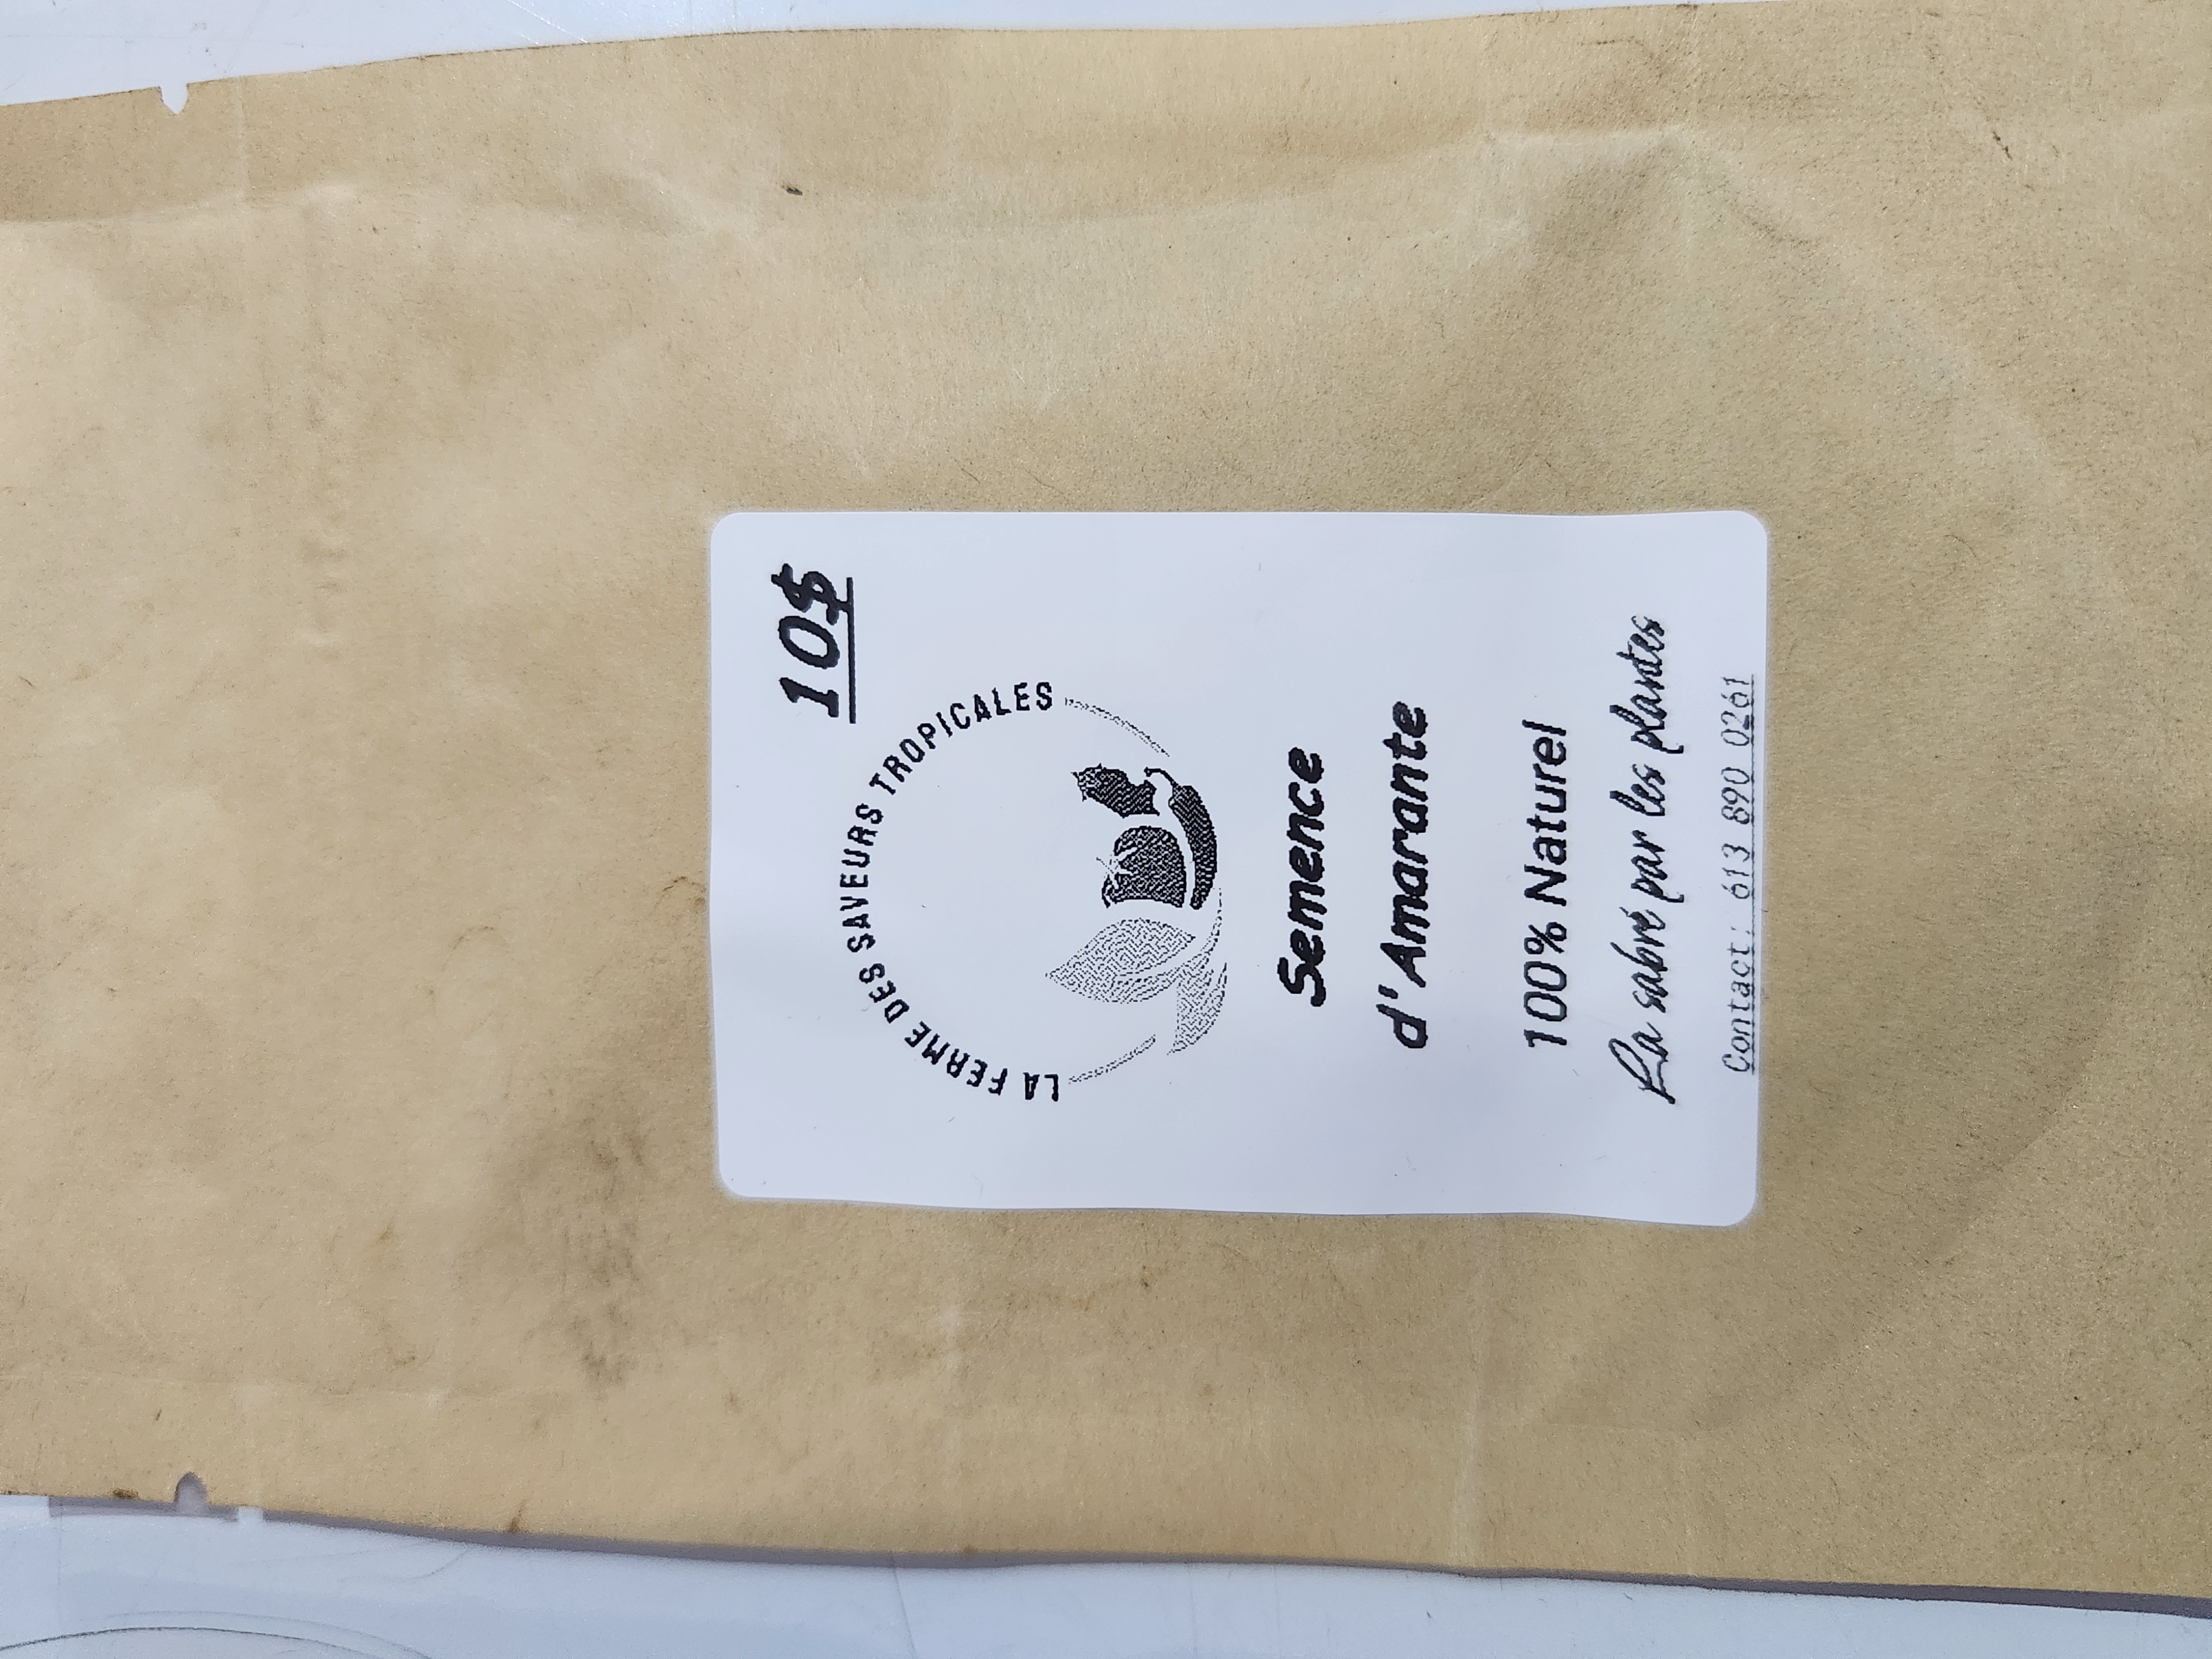 10$
LA FERME DES SAVEURS TROPICALES
Semence
d'Amarante
100% Naturel
La sabré par les plantes
Contact: 613 890 0261